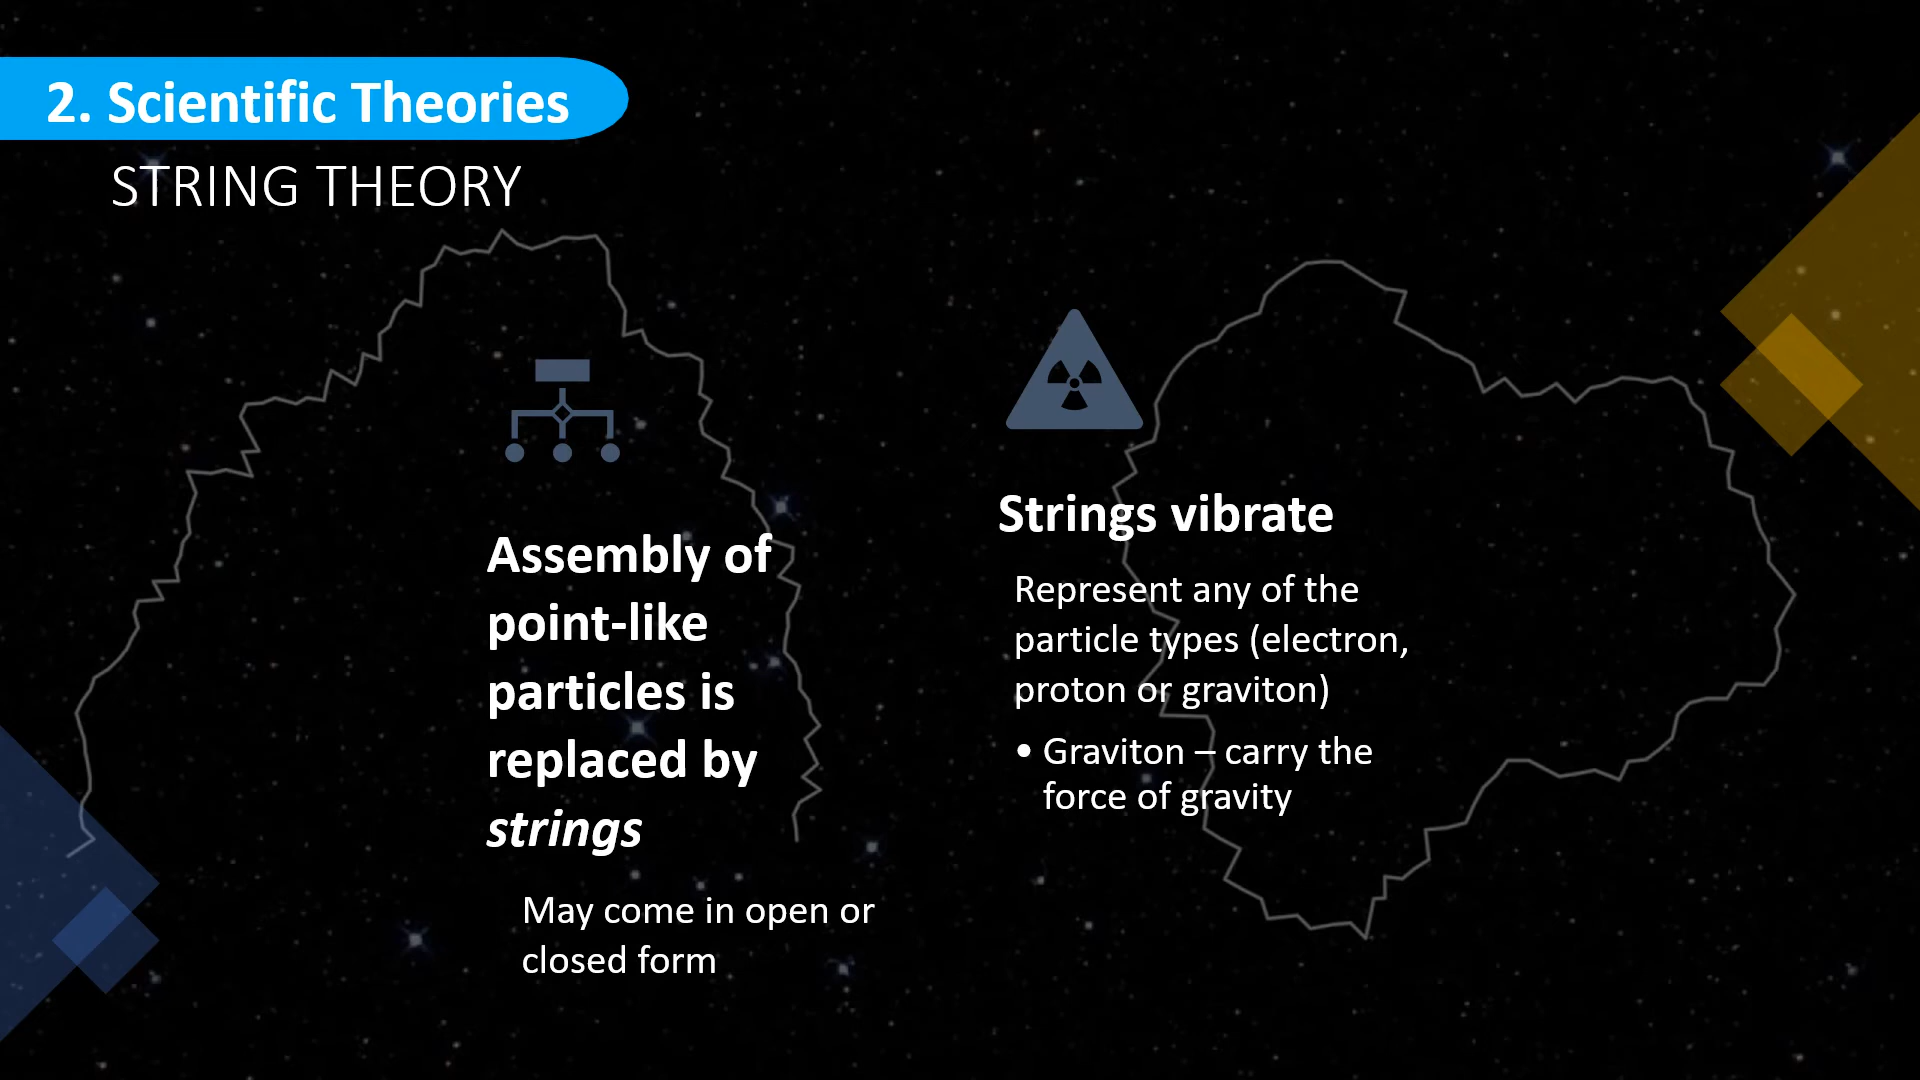 2. Scientific Theories
STRING THEORY
Assembly of
point-like
particles is
replaced by
strings
May come in open or
closed form
Strings vibrate
Represent any of the
particle types (electron,
proton or graviton)
• Graviton – carry the
force of gravity